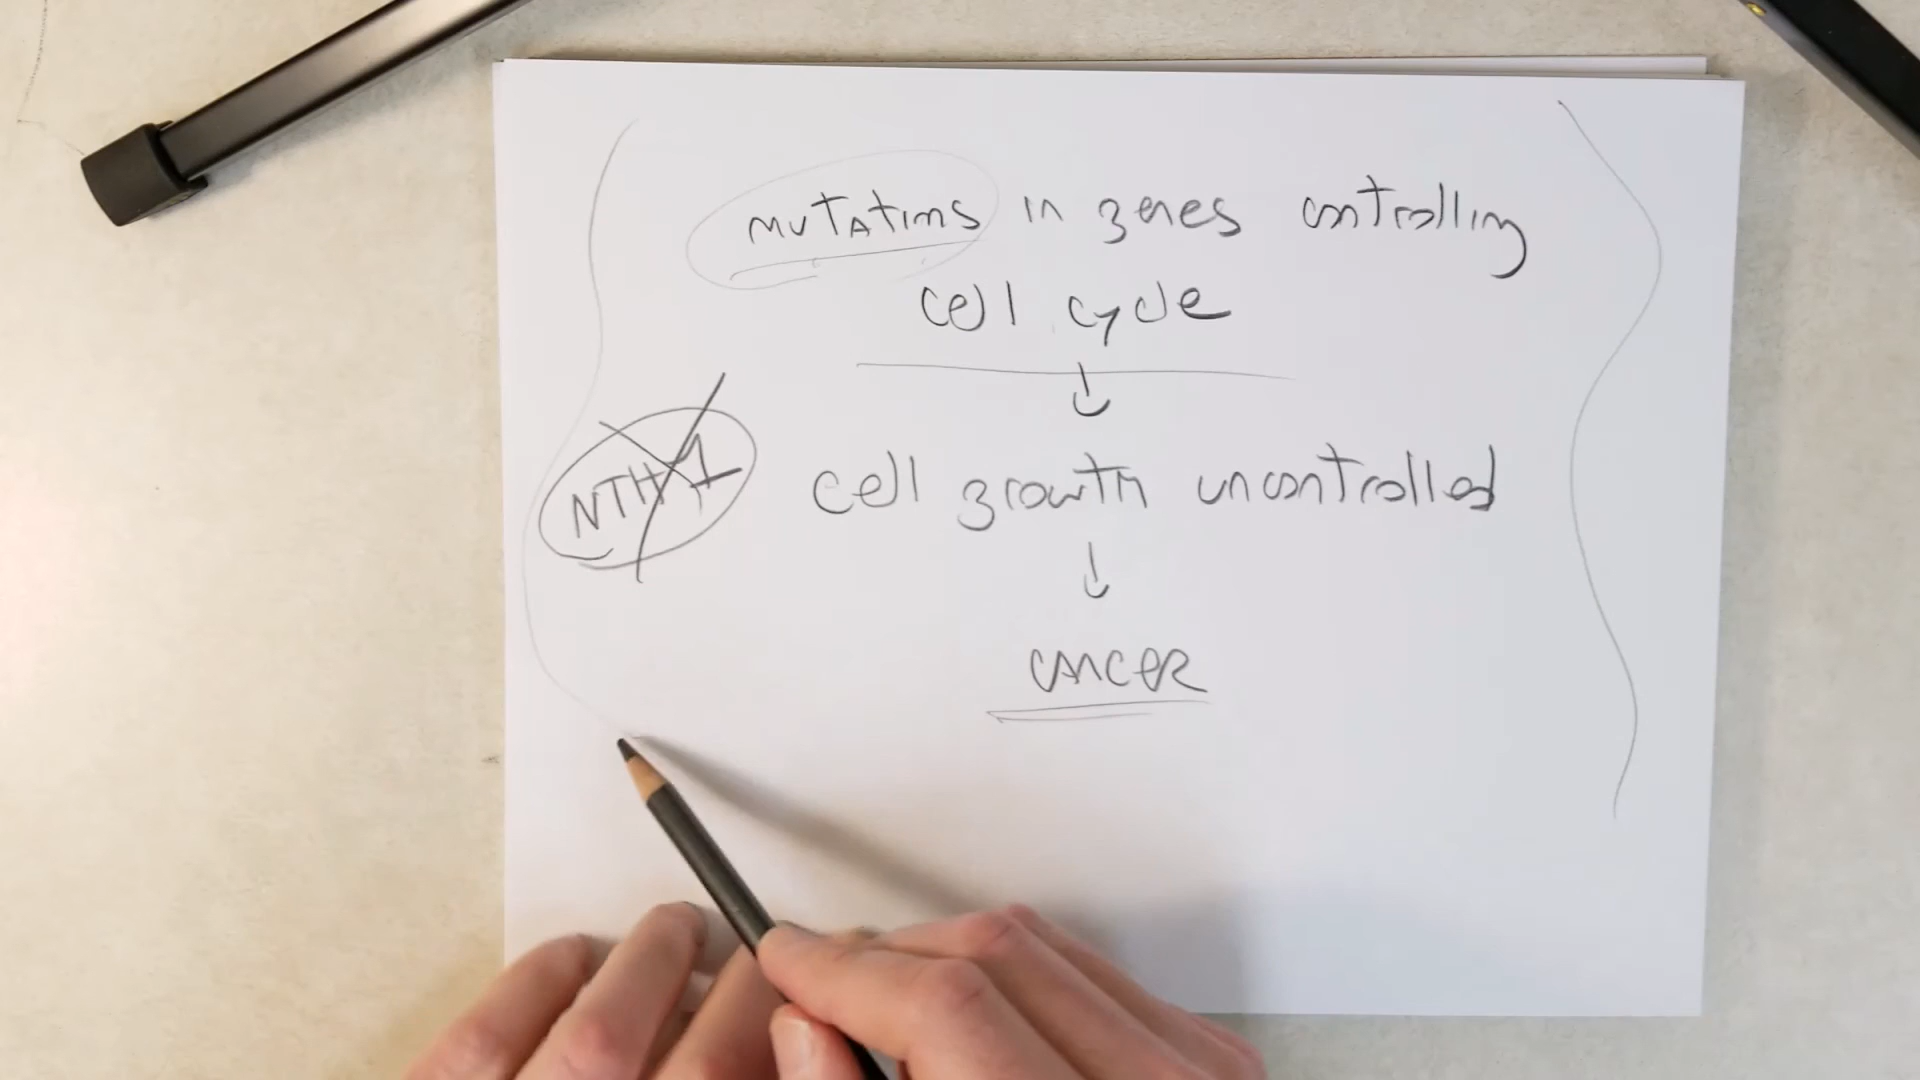 mutations in genes controlling
cell cycle
NTH1
cell growth uncontrolled
cancer